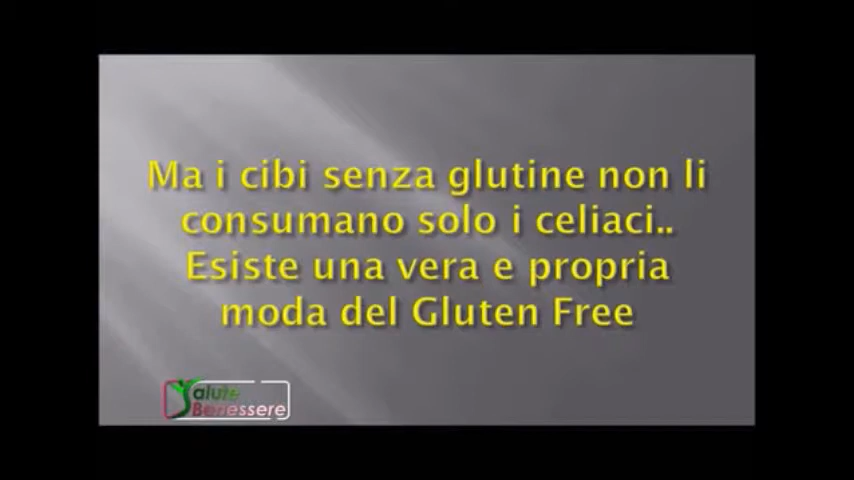 Ma i cibi senza glutine non li
consumano solo i celiaci..
Esiste una vera e propria
moda del Gluten Free
Salute
Benessere